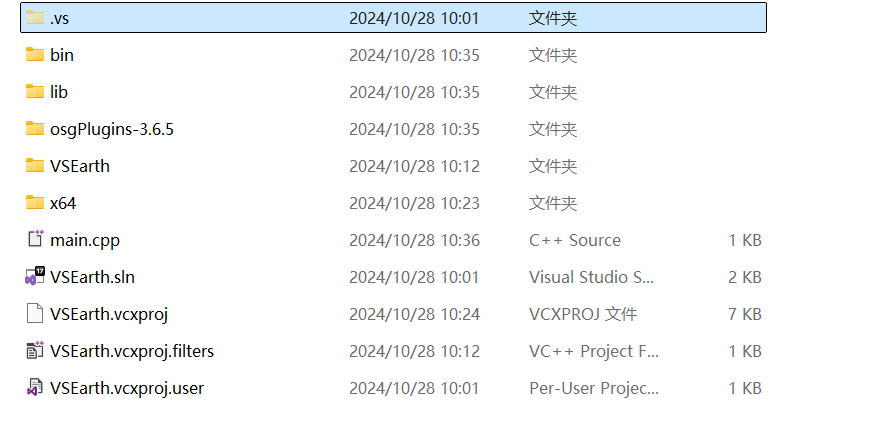 .vs 2024/10/28 10:01 文件夹
bin 2024/10/28 10:35 文件夹
lib 2024/10/28 10:35 文件夹
osgPlugins-3.6.5 2024/10/28 10:35 文件夹
VSEarth 2024/10/28 10:12 文件夹
x64 2024/10/28 10:23 文件夹
main.cpp 2024/10/28 10:36 C++ Source 1 KB
VSEarth.sln 2024/10/28 10:01 Visual Studio S... 2 KB
VSEarth.vcxproj 2024/10/28 10:24 VCXPROJ 文件 7 KB
VSEarth.vcxproj.filters 2024/10/28 10:12 VC++ Project F... 1 KB
VSEarth.vcxproj.user 2024/10/28 10:01 Per-User Projec... 1 KB